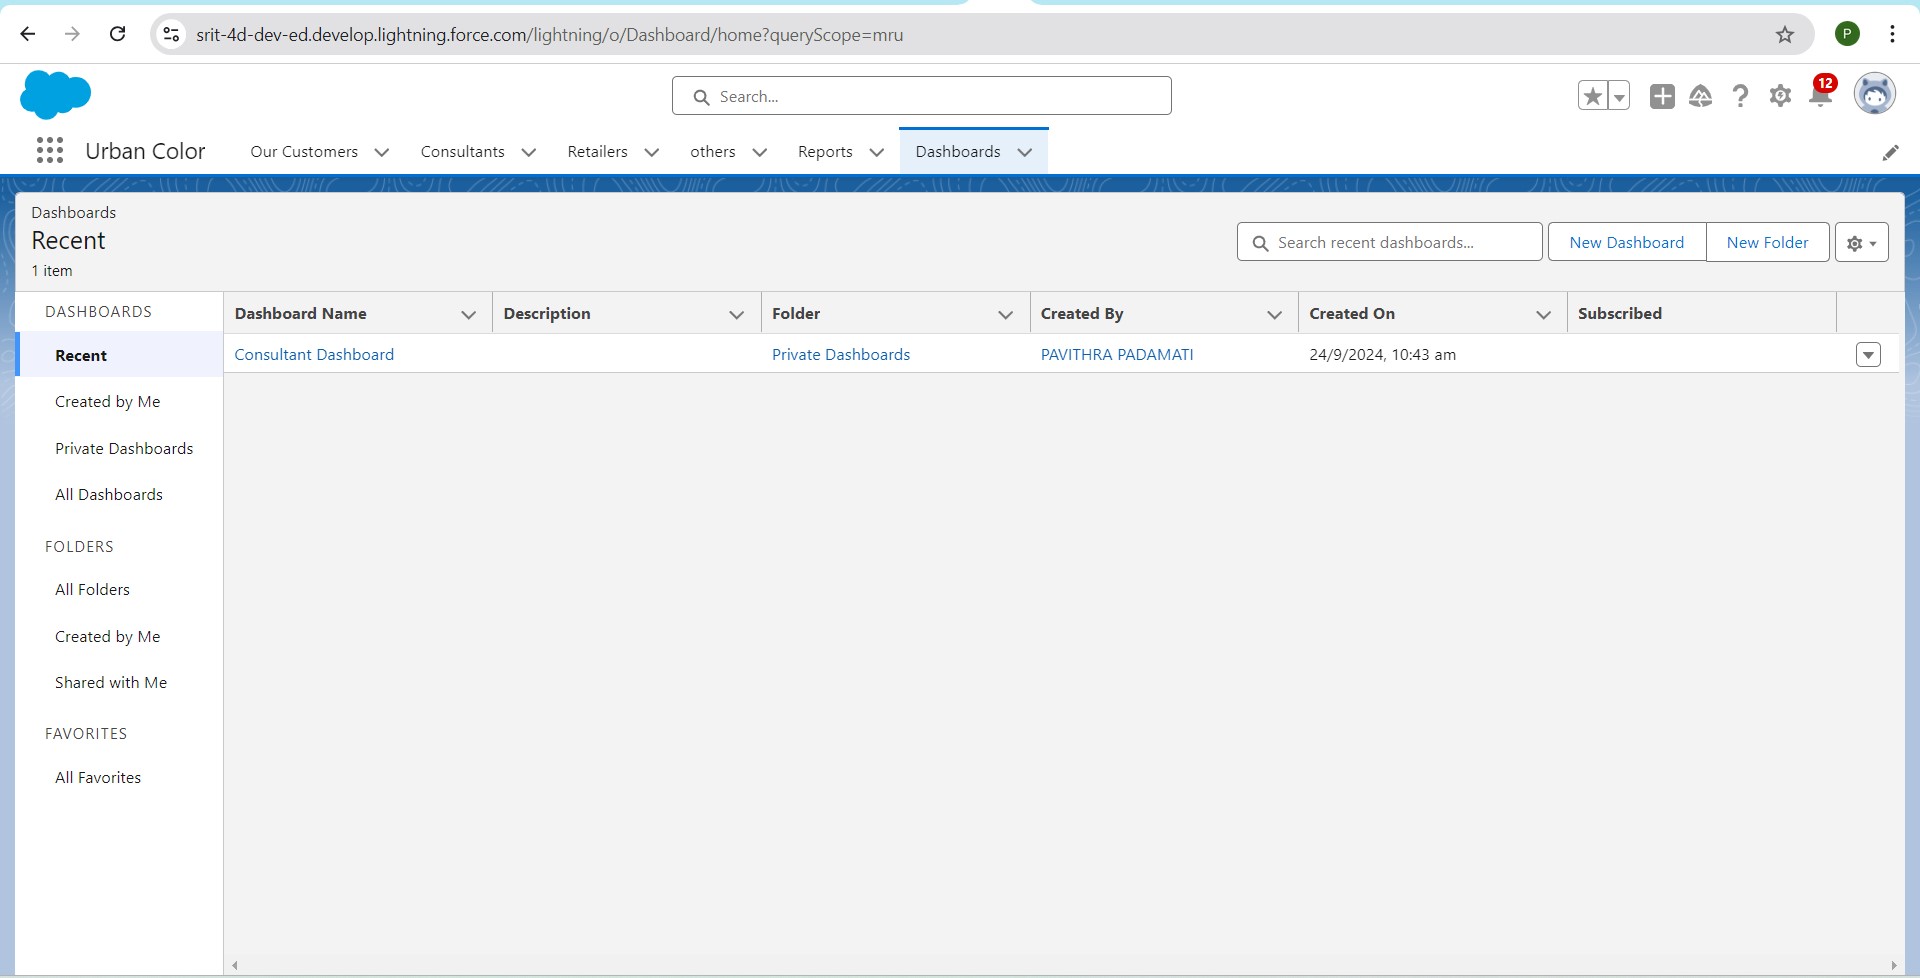 srit-4d-dev-ed.develop.lightning.force.com/lightning/o/Dashboard/home?queryScope=mru
P
Search...
12
Urban Color
Our Customers
Consultants
Retailers
others
Reports
Dashboards
Dashboards
Recent
1 item
Search recent dashboards...
New Dashboard
New Folder
DASHBOARDS
Recent
Created by Me
Private Dashboards
All Dashboards
FOLDERS
All Folders
Created by Me
Shared with Me
FAVORITES
All Favorites
Dashboard Name Description Folder Created By Created On Subscribed
Consultant Dashboard Private Dashboards PAVITHRA PADAMATI 24/9/2024, 10:43 am